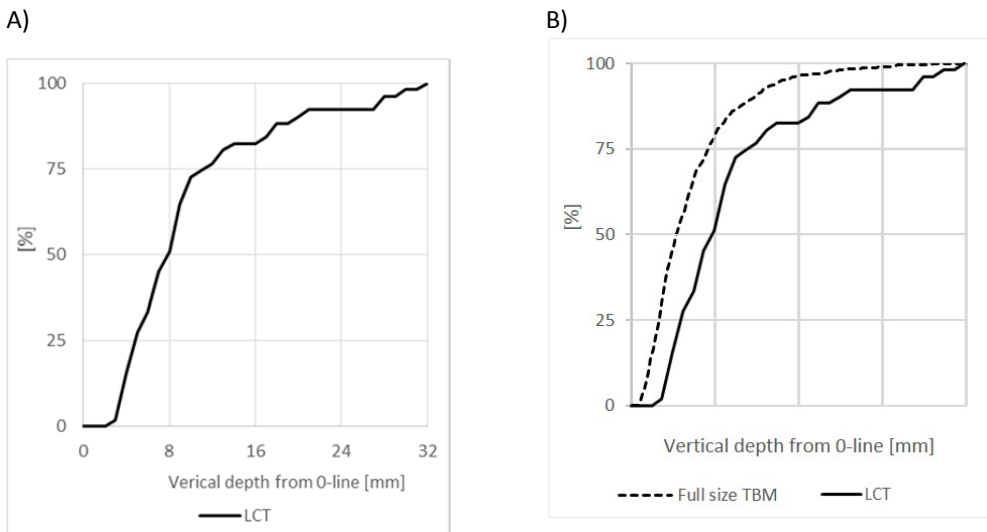 A)
100
75
50
25
0
[%]
0 8 16 24 32
Verical depth from 0-line [mm]
LCT
B)
100
75
50
25
0
[%]
Vertical depth from 0-line [mm]
Full size TBM LCT